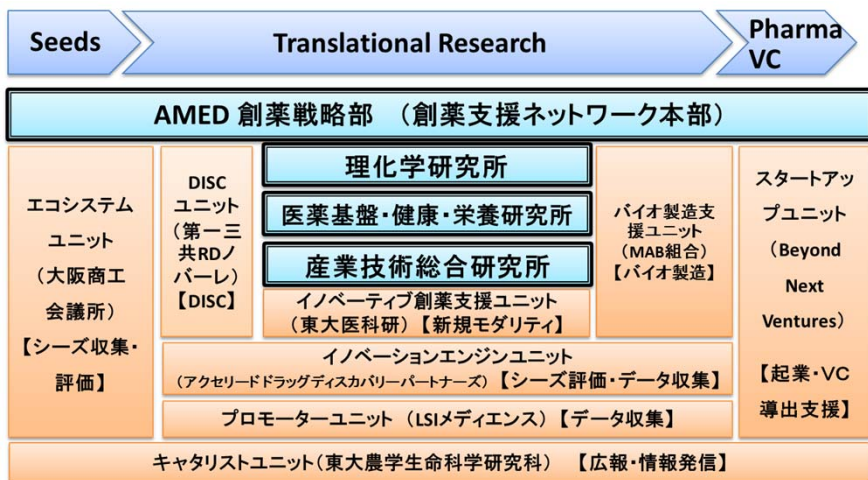 Seeds
Translational Research
Pharma
VC
AMED 創薬戦略部 （創薬支援ネットワーク本部）
エコシステム
ユニット
（大阪商工
会議所）
【シーズ収集・
評価】
DISC
ユニット
（第一三
共RDノ
バーレ）
【DISC】
理化学研究所
医薬基盤・健康・栄養研究所
産業技術総合研究所
イノベーティブ創薬支援ユニット
（東大医科研）【新規モダリティ】
バイオ製造支
援ユニット
（MAB組合）
【バイオ製造】
スタートアッ
プユニット
（Beyond
Next
Ventures）
【起業・VC
導出支援】
イノベーションエンジンユニット
（アクセリードドラッグディスカバリーパートナーズ）【シーズ評価・データ収集】
プロモーターユニット（LSIメディエンス）【データ収集】
キャタリストユニット（東大農学生命科学研究科） 【広報・情報発信】